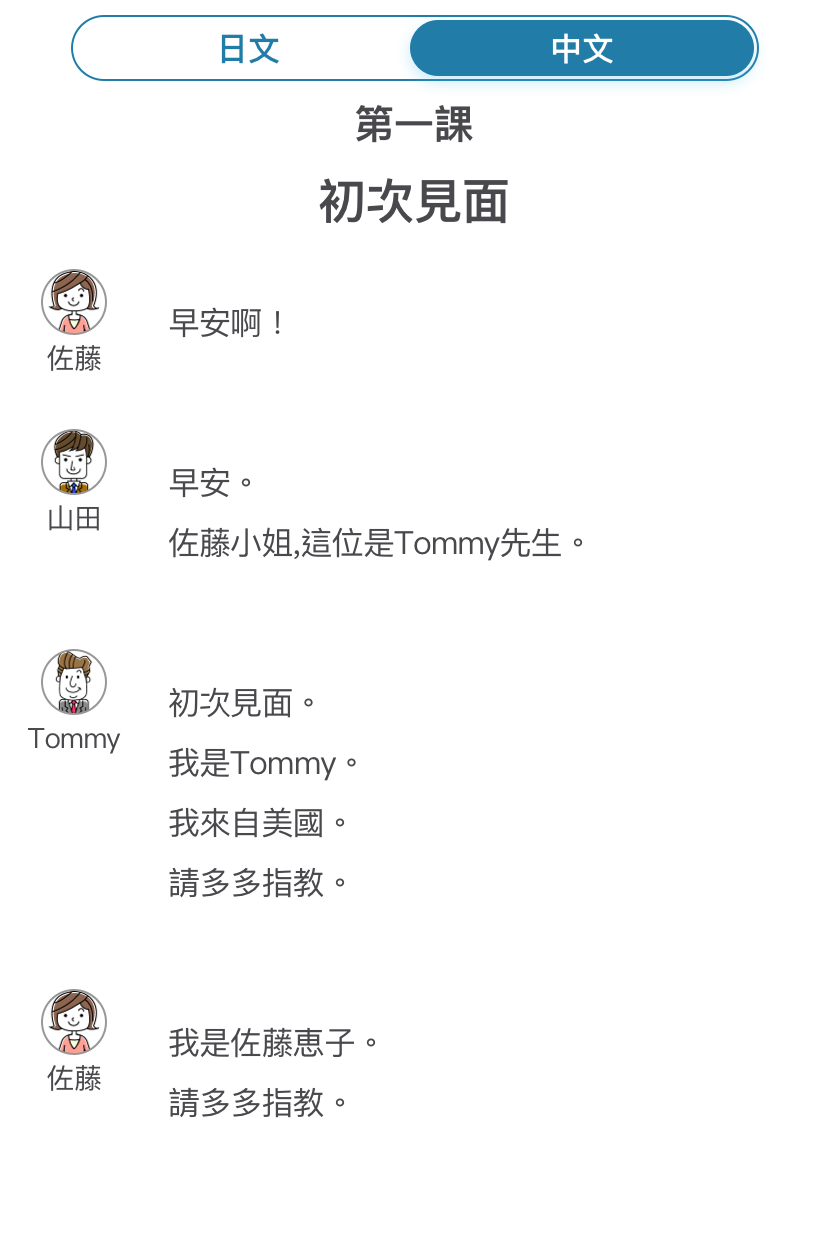 日文
中文
第一課
初次見面
佐藤
早安啊！
山田
早安。
佐藤小姐,這位是Tommy先生。
Tommy
初次見面。
我是Tommy。
我來自美國。
請多多指教。
佐藤
我是佐藤惠子。
請多多指教。